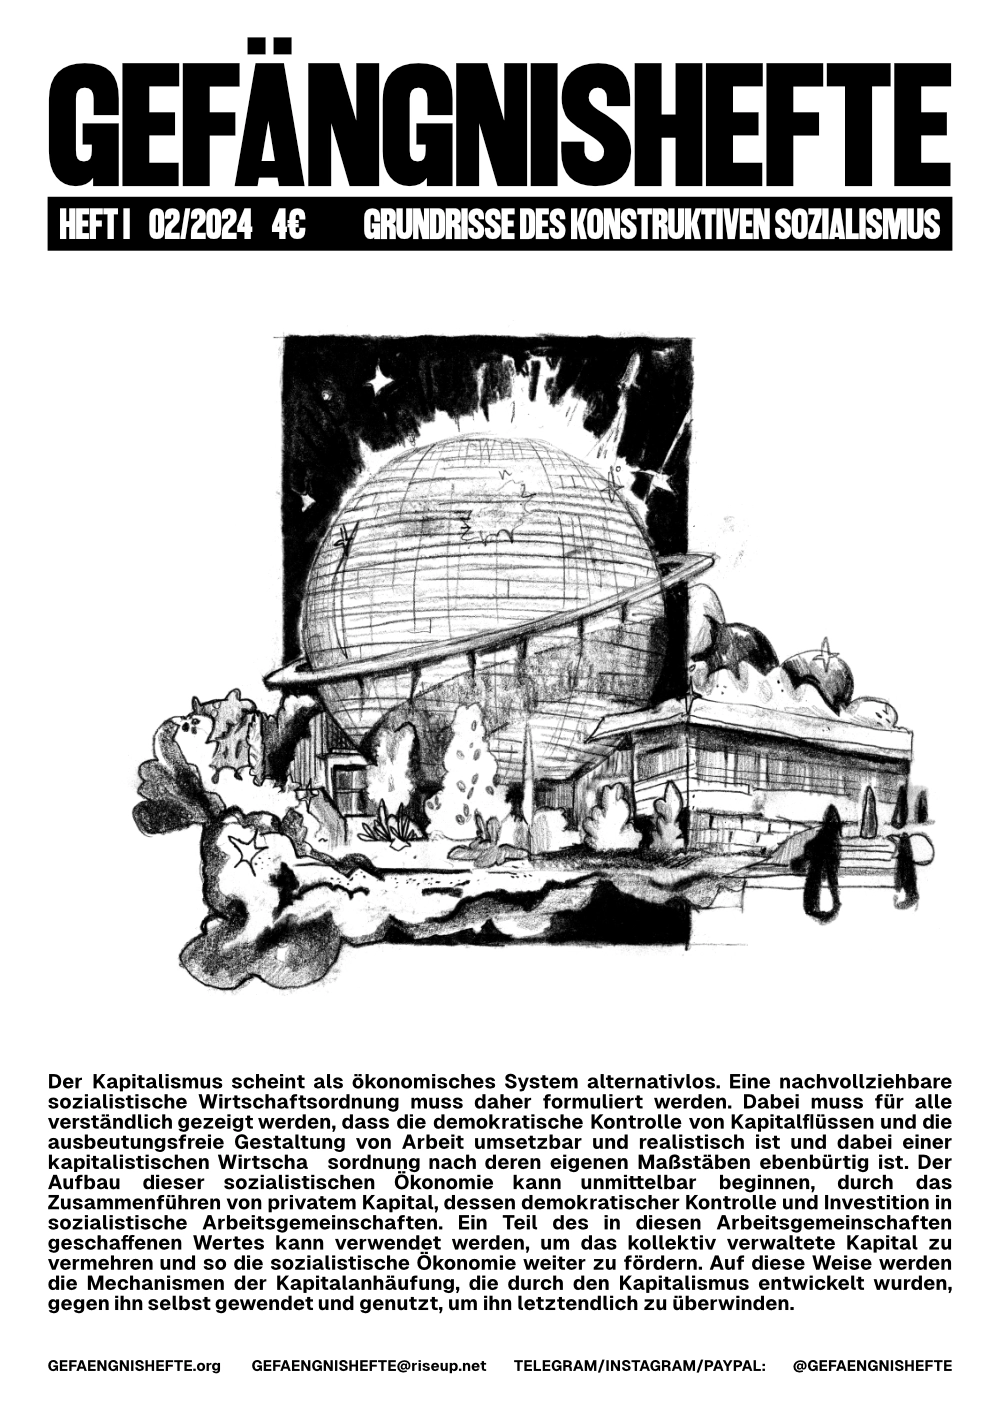 GEFÄNGNISHEFTE
HEFT I 02/2024 4€ GRUNDRISSE DES KONSTRUKTIVEN SOZIALISMUS
Der Kapitalismus scheint als ökonomisches System alternativlos. Eine nachvollziehbare
sozialistische Wirtschaftsordnung muss daher formuliert werden. Dabei muss für alle
verständlich gezeigt werden, dass die demokratische Kontrolle von Kapitalflüssen und die
ausbeutungsfreie Gestaltung von Arbeit umsetzbar und realistisch ist und dabei einer
kapitalistischen Wirtscha sordnung nach deren eigenen Maßstäben ebenbürtig ist. Der
Aufbau dieser sozialistischen Ökonomie kann unmittelbar beginnen, durch das
Zusammenführen von privatem Kapital, dessen demokratischer Kontrolle und Investition in
sozialistische Arbeitsgemeinschaften. Ein Teil des in diesen Arbeitsgemeinschaften
geschaffenen Wertes kann verwendet werden, um das kollektiv verwaltete Kapital zu
vermehren und so die sozialistische Ökonomie weiter zu fördern. Auf diese Weise werden
die Mechanismen der Kapitalanhäufung, die durch den Kapitalismus entwickelt wurden,
gegen ihn selbst gewendet und genutzt, um ihn letztendlich zu überwinden.
GEFAENGNISHEFTE.org GEFAENGNISHEFTE@riseup.net TELEGRAM/INSTAGRAM/PAYPAL: @GEFAENGNISHEFTE